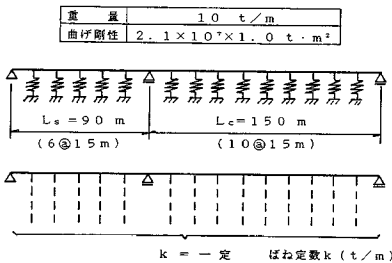 重 量 10 t/m
曲げ剛性 2.1×10⁷×1.0 t・m²
Ls=90 m Lc=150 m
(6@15m) (10@15m)
k = 一定 ばね定数k (t/m)